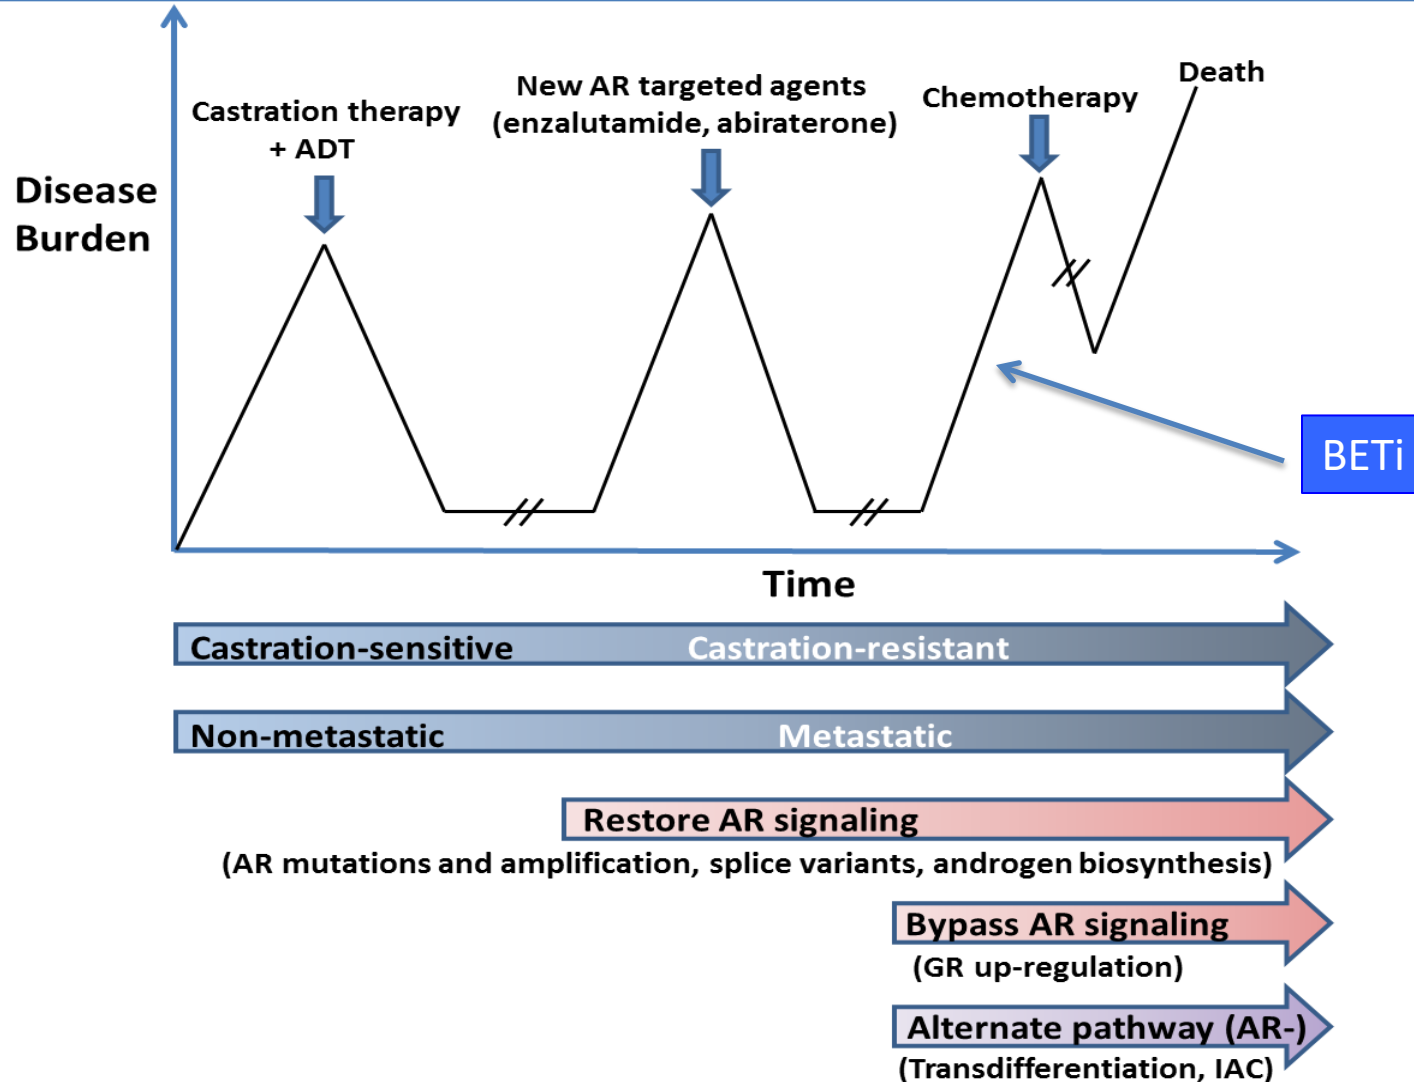 Death
New AR targeted agents
(enzalutamide, abiraterone)
Chemotherapy
Castration therapy
+ ADT
Disease
Burden
BETi
Time
Castration-sensitive Castration-resistant
Non-metastatic Metastatic
Restore AR signaling
(AR mutations and amplification, splice variants, androgen biosynthesis)
Bypass AR signaling
(GR up-regulation)
Alternate pathway (AR-)
(Transdifferentiation, IAC)